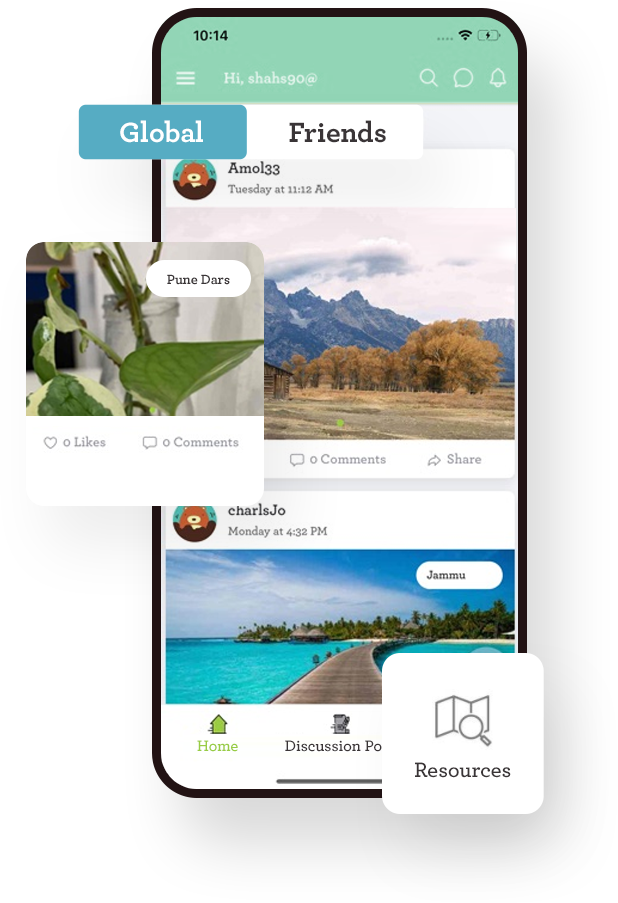 10:14
Hi, shahs90@
Global
Friends
Amol33
Tuesday at 11:12 AM
Pune Dars
0 Likes
0 Comments
0 Comments
Share
charlsJo
Monday at 4:32 PM
Jammu
Home
Discussion Po
Resources